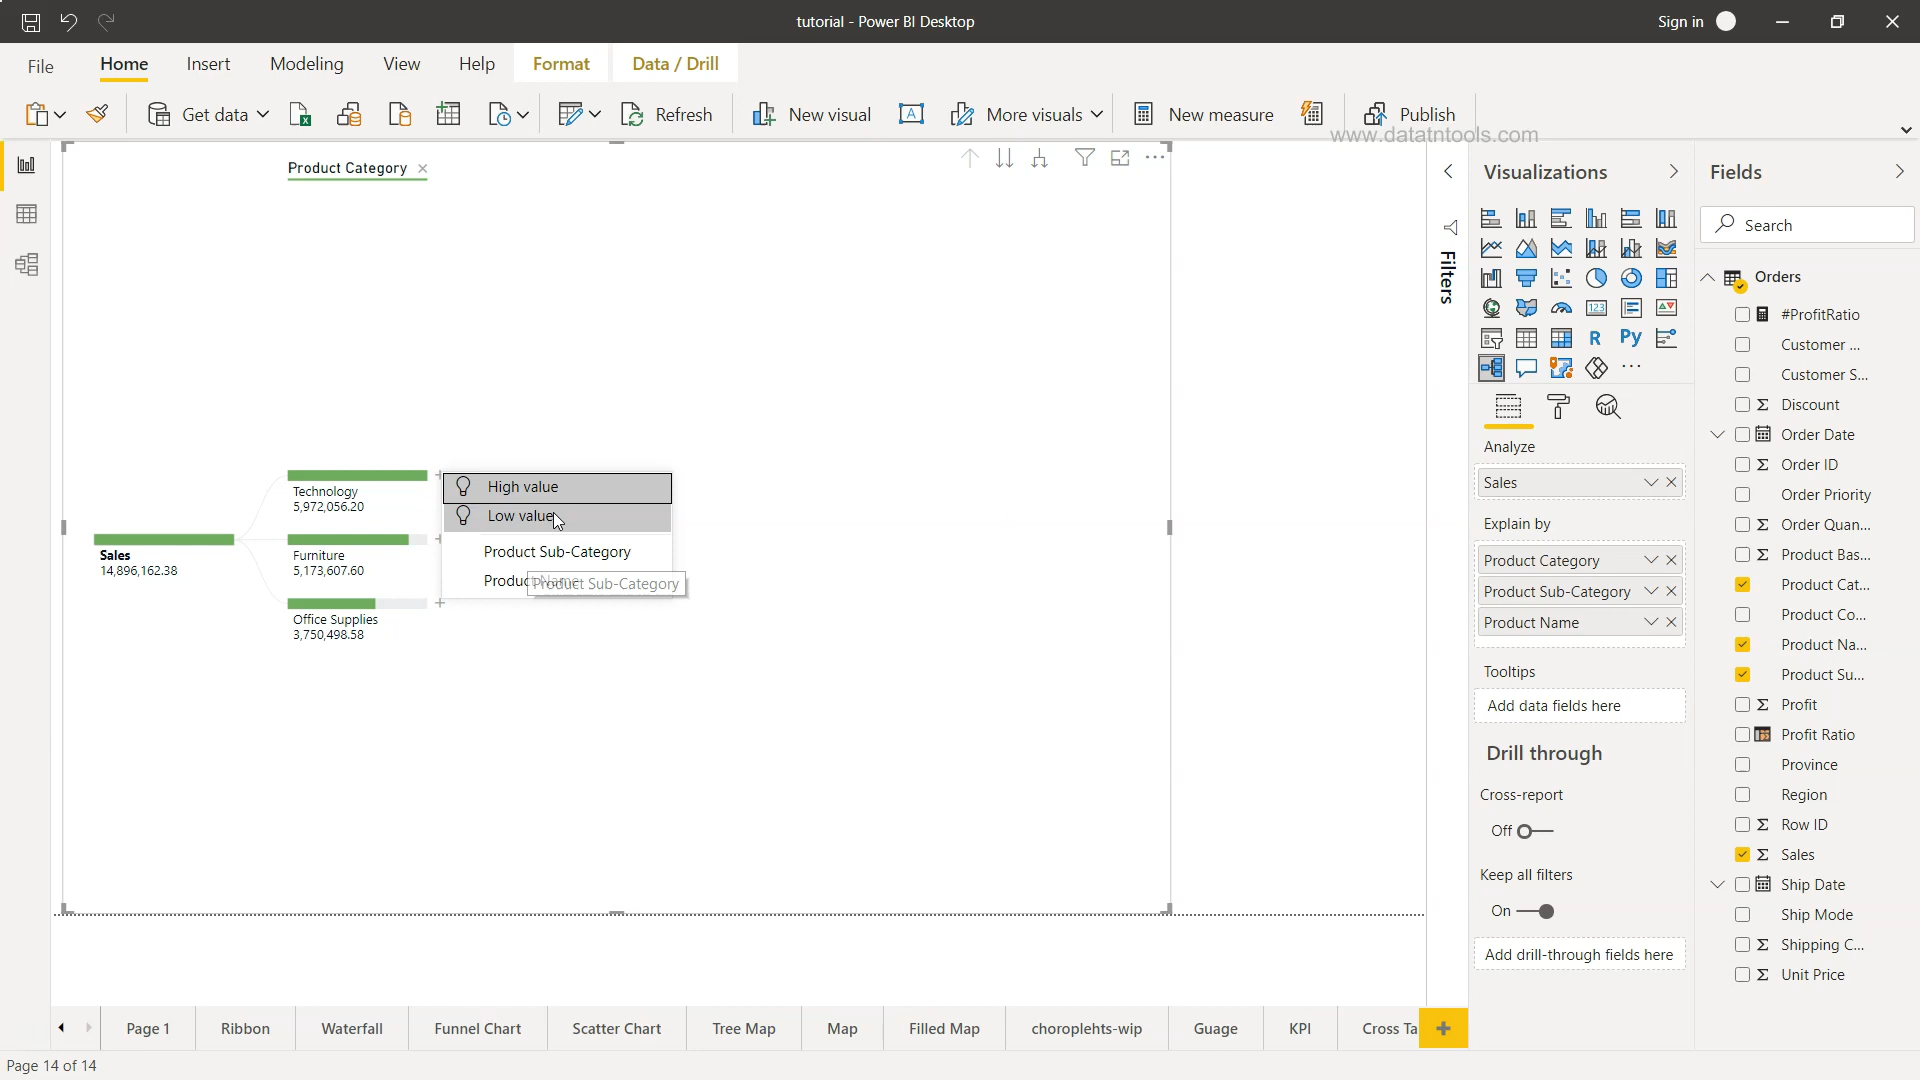 tutorial - Power BI Desktop
Sign in
File
Home
Insert
Modeling
View
Help
Format
Data / Drill
Get data
Refresh
New visual
More visuals
New measure
Publish
www.datatntools.com
Product Category
Sales
14,896,162.38
Technology
5,972,056.20
Furniture
5,173,607.60
Office Supplies
3,750,498.58
High value
Low value
Product Sub-Category
Product Name
Product Sub-Category
Filters
Visualizations
123
R
Py
Analyze
Sales
Explain by
Product Category
Product Sub-Category
Product Name
Tooltips
Add data fields here
Drill through
Cross-report
Off
Keep all filters
On
Add drill-through fields here
Fields
Search
Orders
#ProfitRatio
Customer ...
Customer S...
Discount
Order Date
Order ID
Order Priority
Order Quan...
Product Bas...
Product Cat...
Product Co...
Product Na...
Product Su...
Profit
Profit Ratio
Province
Region
Row ID
Sales
Ship Date
Ship Mode
Shipping C...
Unit Price
Page 1
Ribbon
Waterfall
Funnel Chart
Scatter Chart
Tree Map
Map
Filled Map
choroplehts-wip
Guage
KPI
Cross Ta
Page 14 of 14